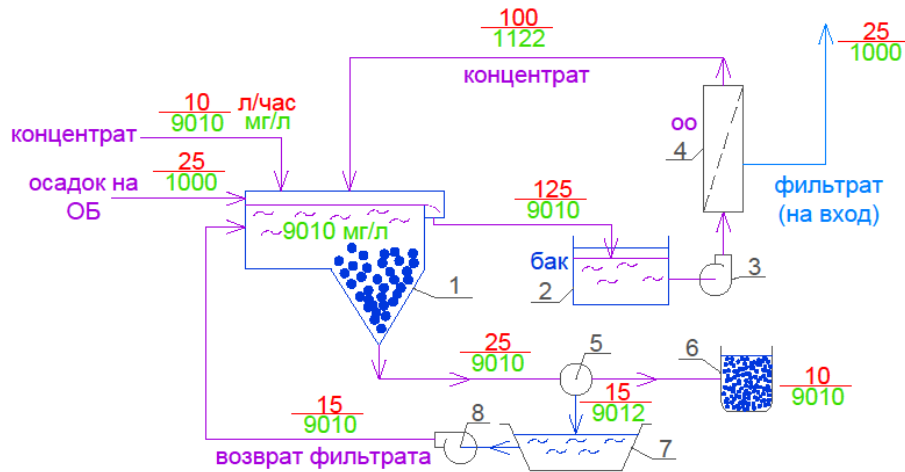 100
1122
концентрат
25
1000
10 л/час
9010 мг/л
концентрат
25
1000
осадок на
ОБ
оо
4
фильтрат
(на вход)
125
9010
9010 мг/л
бак
2
3
1
25
9010
5
6
10
9010
15
9012
15
9010
8
7
возврат фильтрата